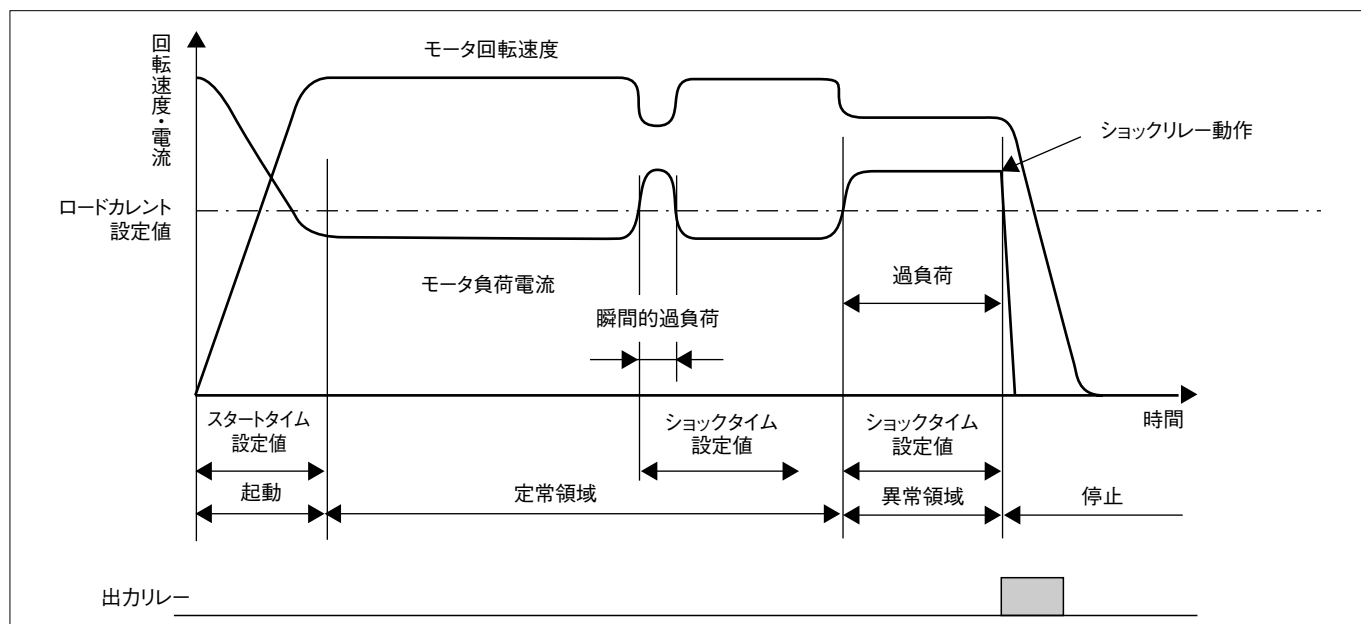 回転速度・電流
モータ回転速度
ショックリレー動作
ロードカレント
設定値
モータ負荷電流
過負荷
瞬間的過負荷
時間
スタートタイム
設定値
ショックタイム
設定値
ショックタイム
設定値
起動
定常領域
異常領域
停止
出力リレー